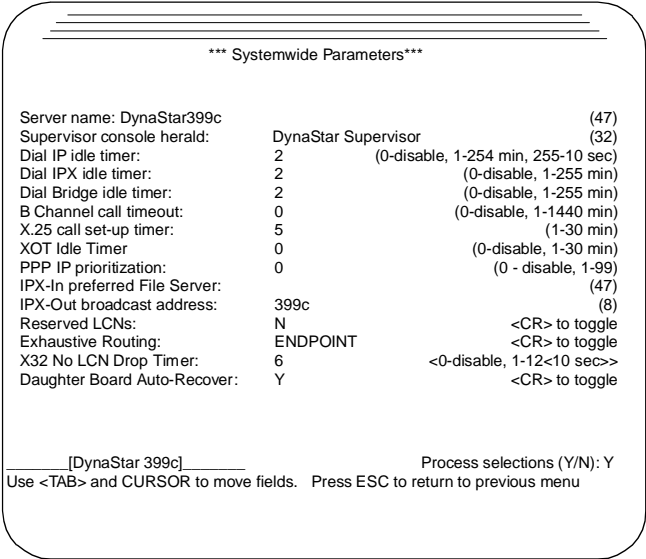 *** Systemwide Parameters***
Server name: DynaStar399c (47)
Supervisor console herald: DynaStar Supervisor (32)
Dial IP idle timer: 2 (0-disable, 1-254 min, 255-10 sec)
Dial IPX idle timer: 2 (0-disable, 1-255 min)
Dial Bridge idle timer: 2 (0-disable, 1-255 min)
B Channel call timeout: 0 (0-disable, 1-1440 min)
X.25 call set-up timer: 5 (1-30 min)
XOT Idle Timer 0 (0-disable, 1-30 min)
PPP IP prioritization: 0 (0 - disable, 1-99)
IPX-In preferred File Server: (47)
IPX-Out broadcast address: 399c (8)
Reserved LCNs: N <CR> to toggle
Exhaustive Routing: ENDPOINT <CR> to toggle
X32 No LCN Drop Timer: 6 <0-disable, 1-12<10 sec>>
Daughter Board Auto-Recover: Y <CR> to toggle
_______[DynaStar 399c]_______ Process selections (Y/N): Y
Use <TAB> and CURSOR to move fields. Press ESC to return to previous menu